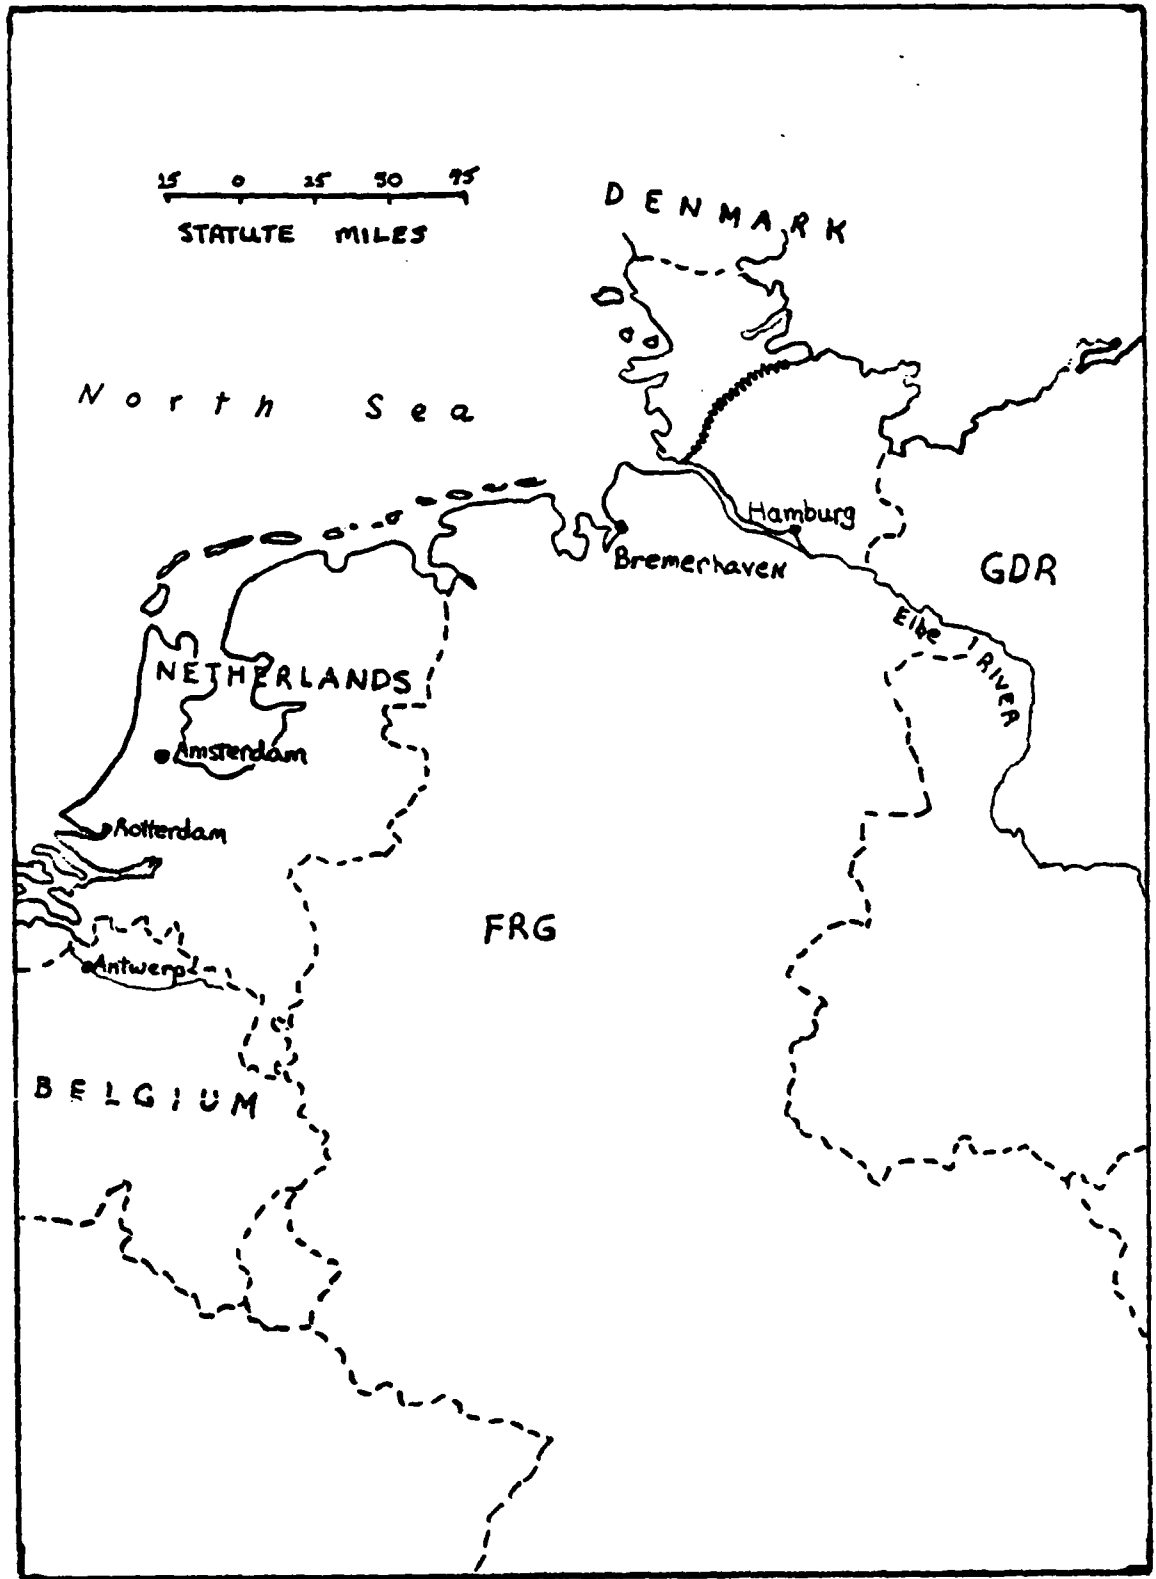 25 0 25 50 75
STATUTE MILES
DENMARK
North Sea
Hamburg
Bremerhaven
GDR
Elbe
RIVER
NETHERLANDS
Amsterdam
Rotterdam
FRG
Antwerp
BELGIUM